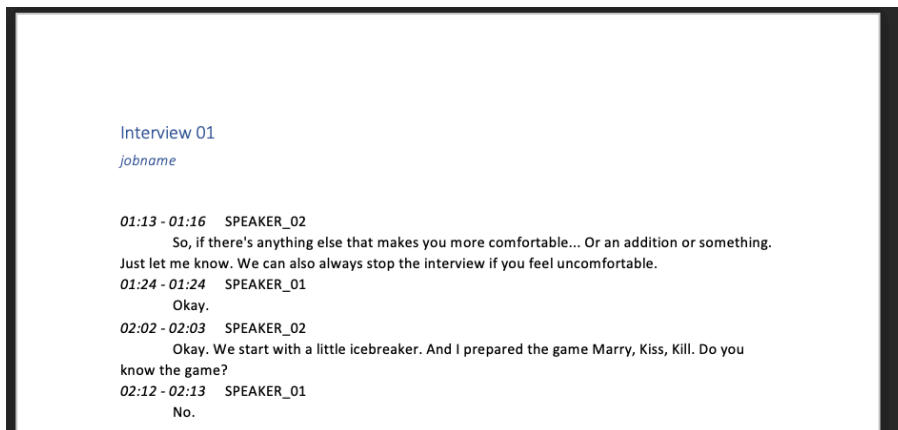 Interview 01
jobname
01:13 - 01:16 SPEAKER_02
So, if there's anything else that makes you more comfortable... Or an addition or something.
Just let me know. We can also always stop the interview if you feel uncomfortable.
01:24 - 01:24 SPEAKER_01
Okay.
02:02 - 02:03 SPEAKER_02
Okay. We start with a little icebreaker. And I prepared the game Marry, Kiss, Kill. Do you
know the game?
02:12 - 02:13 SPEAKER_01
No.